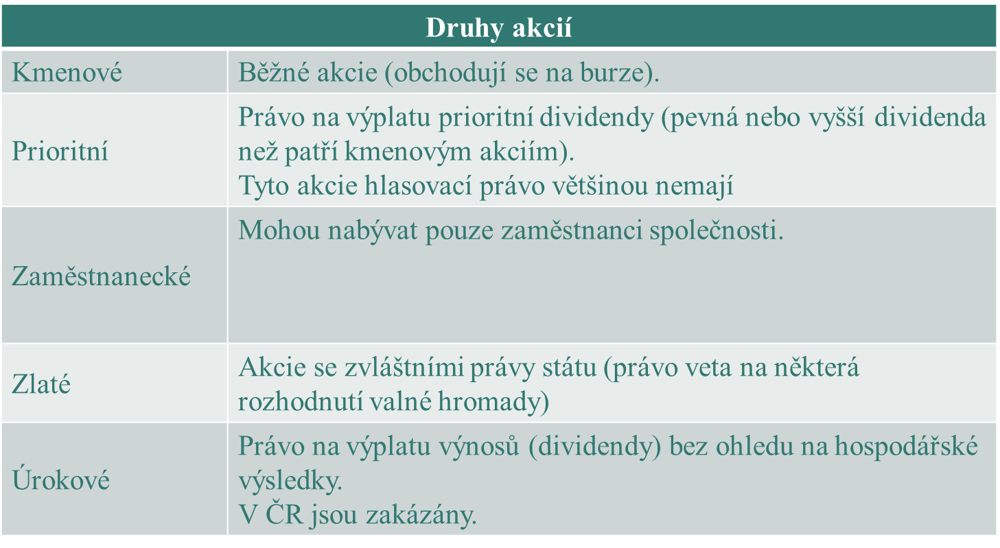 Druhy akcií
Kmenové
Běžné akcie (obchodují se na burze).
Prioritní
Právo na výplatu prioritní dividendy (pevná nebo vyšší dividenda
než patří kmenovým akciím).
Tyto akcie hlasovací právo většinou nemají
Zaměstnanecké
Mohou nabývat pouze zaměstnanci společnosti.
Zlaté
Akcie se zvláštními právy státu (právo veta na některá
rozhodnutí valné hromady)
Úrokové
Právo na výplatu výnosů (dividendy) bez ohledu na hospodářské
výsledky.
V ČR jsou zakázány.